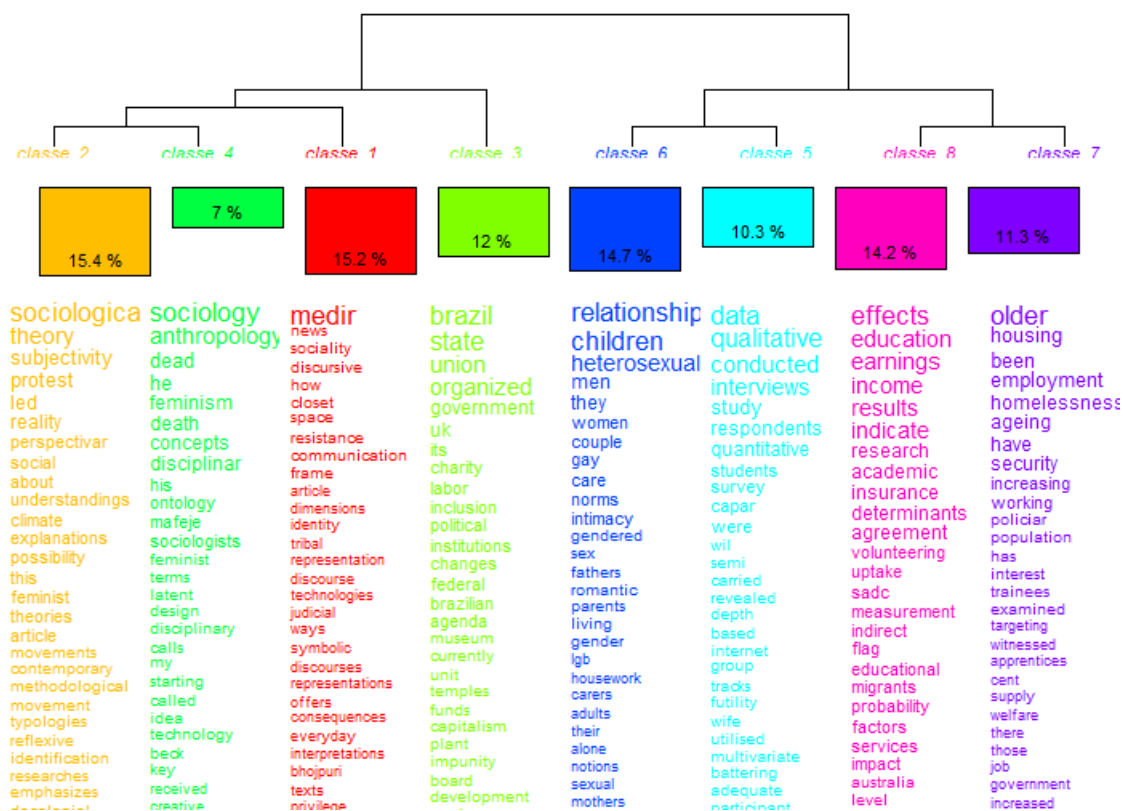 classe 2
classe 4
classe 1
classe 3
classe 6
classe 5
classe 8
classe 7
15.4 %
7 %
15.2 %
12 %
14.7 %
10.3 %
14.2 %
11.3 %
sociologica
theory
subjectivity
protest
led
reality
perspectivar
social
about
understandings
climate
explanations
possibility
this
feminist
theories
article
movements
contemporary
methodological
movement
typologies
reflexive
identification
researches
emphasizes
sociology
anthropology
dead
he
feminism
death
concepts
disciplinar
his
ontology
mafeje
sociologists
feminist
terms
latent
design
disciplinary
calls
my
starting
called
idea
technology
beck
key
received
creative
medir
news
sociality
discursive
how
closet
space
resistance
communication
frame
article
dimensions
identity
tribal
representation
discourse
technologies
judicial
ways
symbolic
discourses
representations
offers
consequences
everyday
interpretations
bhojpuri
texts
privilege
brazil
state
union
organized
government
uk
its
charity
labor
inclusion
political
institutions
changes
federal
brazilian
agenda
museum
currently
unit
temples
funds
capitalism
plant
impunity
board
development
relationship
children
heterosexual
men
they
women
couple
gay
care
norms
intimacy
gendered
sex
fathers
romantic
parents
living
gender
lgb
housework
carers
adults
their
alone
notions
sexual
mothers
data
qualitative
conducted
interviews
study
respondents
quantitative
students
survey
capar
were
wil
semi
carried
revealed
depth
based
internet
group
tracks
futility
wife
utilised
multivariate
battering
adequate
participant
effects
education
earnings
income
results
indicate
research
academic
insurance
determinants
agreement
volunteering
uptake
sadc
measurement
indirect
flag
educational
migrants
probability
factors
services
impact
australia
level
older
housing
been
employment
homelessness
ageing
have
security
increasing
working
policiar
population
has
interest
trainees
examined
targeting
witnessed
apprentices
cent
supply
welfare
there
those
job
government
increased